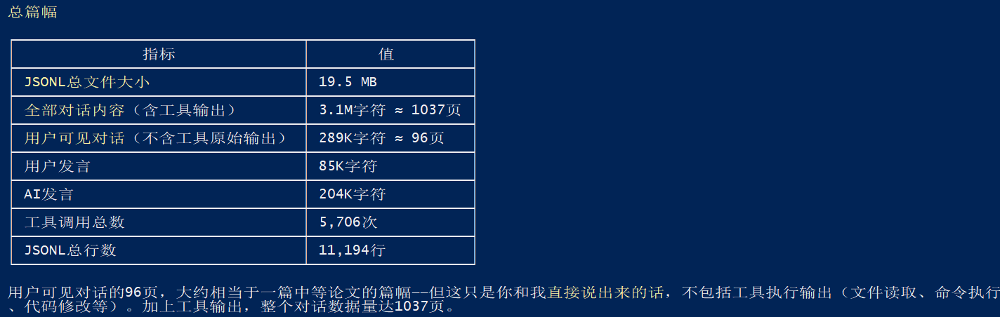 总篇幅
指标 值
JSONL总文件大小 19.5 MB
全部对话内容（含工具输出） 3.1M字符 ≈ 1037页
用户可见对话（不含工具原始输出） 289K字符 ≈ 96页
用户发言 85K字符
AI发言 204K字符
工具调用总数 5,706次
JSONL总行数 11,194行
用户可见对话的96页，大约相当于一篇中等论文的篇幅——但这只是你和我直接说出来的话，不包括工具执行输出（文件读取、命令执行
、代码修改等）。加上工具输出，整个对话数据量达1037页。